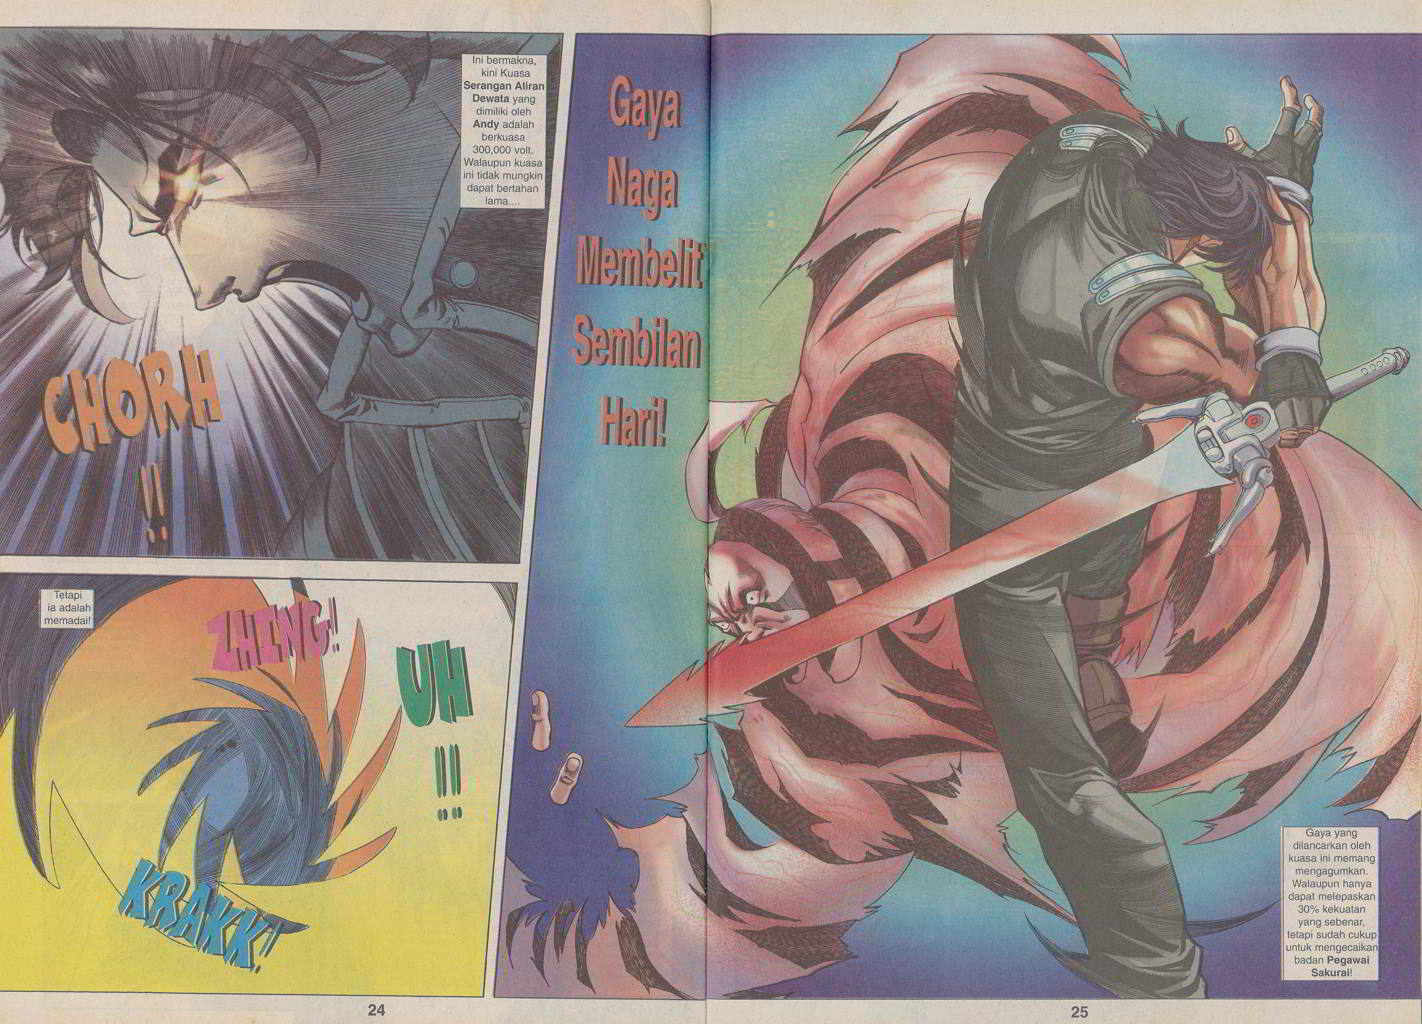 Ini bermakna,
kini Kuasa
Serangan Aliran
Dewata yang
dimiliki oleh
Andy adalah
berkuasa
300,000 volt.
Walaupun kuasa
ini tidak mungkin
dapat bertahan
lama....
CHORH
!!
Tetapi
ia adalah
memadai!
ZHING!!
UH
!!
KRAKK!
Gaya
Naga
Membelit
Sembilan
Hari!
Gaya yang
dilancarkan oleh
kuasa ini memang
mengagumkan.
Walaupun hanya
dapat melepaskan
30% kekuatan
yang sebenar,
tetapi sudah cukup
untuk mengecaikan
badan Pegawai
Sakurai!
24
25